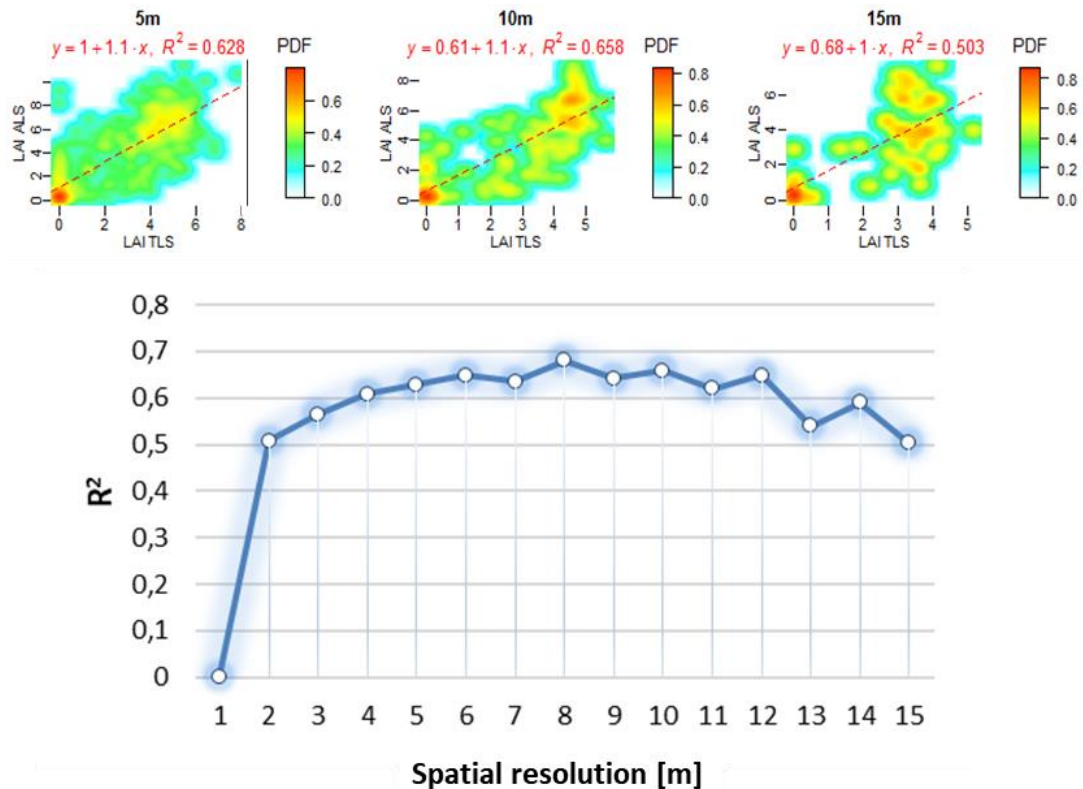 5m
y = 1 + 1.1 · x, R² = 0.628
PDF
LAI ALS
0 2 4 6 8 10
0 2 4 6 8
LAI TLS
0.6
0.4
0.2
0.0
10m
y = 0.61 + 1.1 · x, R² = 0.658
PDF
LAI ALS
0 2 4 6 8
0 1 2 3 4 5
LAI TLS
0.8
0.6
0.4
0.2
0.0
15m
y = 0.68 + 1 · x, R² = 0.503
PDF
LAI ALS
0 2 4 6
0 1 2 3 4 5
LAI TLS
0.8
0.6
0.4
0.2
0.0
0,8
0,7
0,6
0,5
0,4
0,3
0,2
0,1
0
R²
1 2 3 4 5 6 7 8 9 10 11 12 13 14 15
Spatial resolution [m]